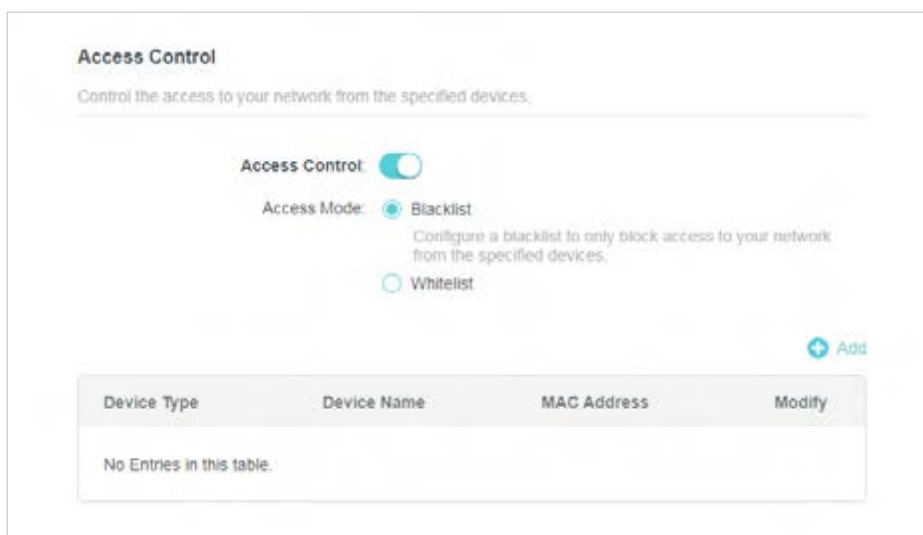 Access Control
Control the access to your network from the specified devices.
Access Control:
Access Mode: Blacklist
Configure a blacklist to only block access to your network
from the specified devices.
Whitelist
Add
Device Type Device Name MAC Address Modify
No Entries in this table.